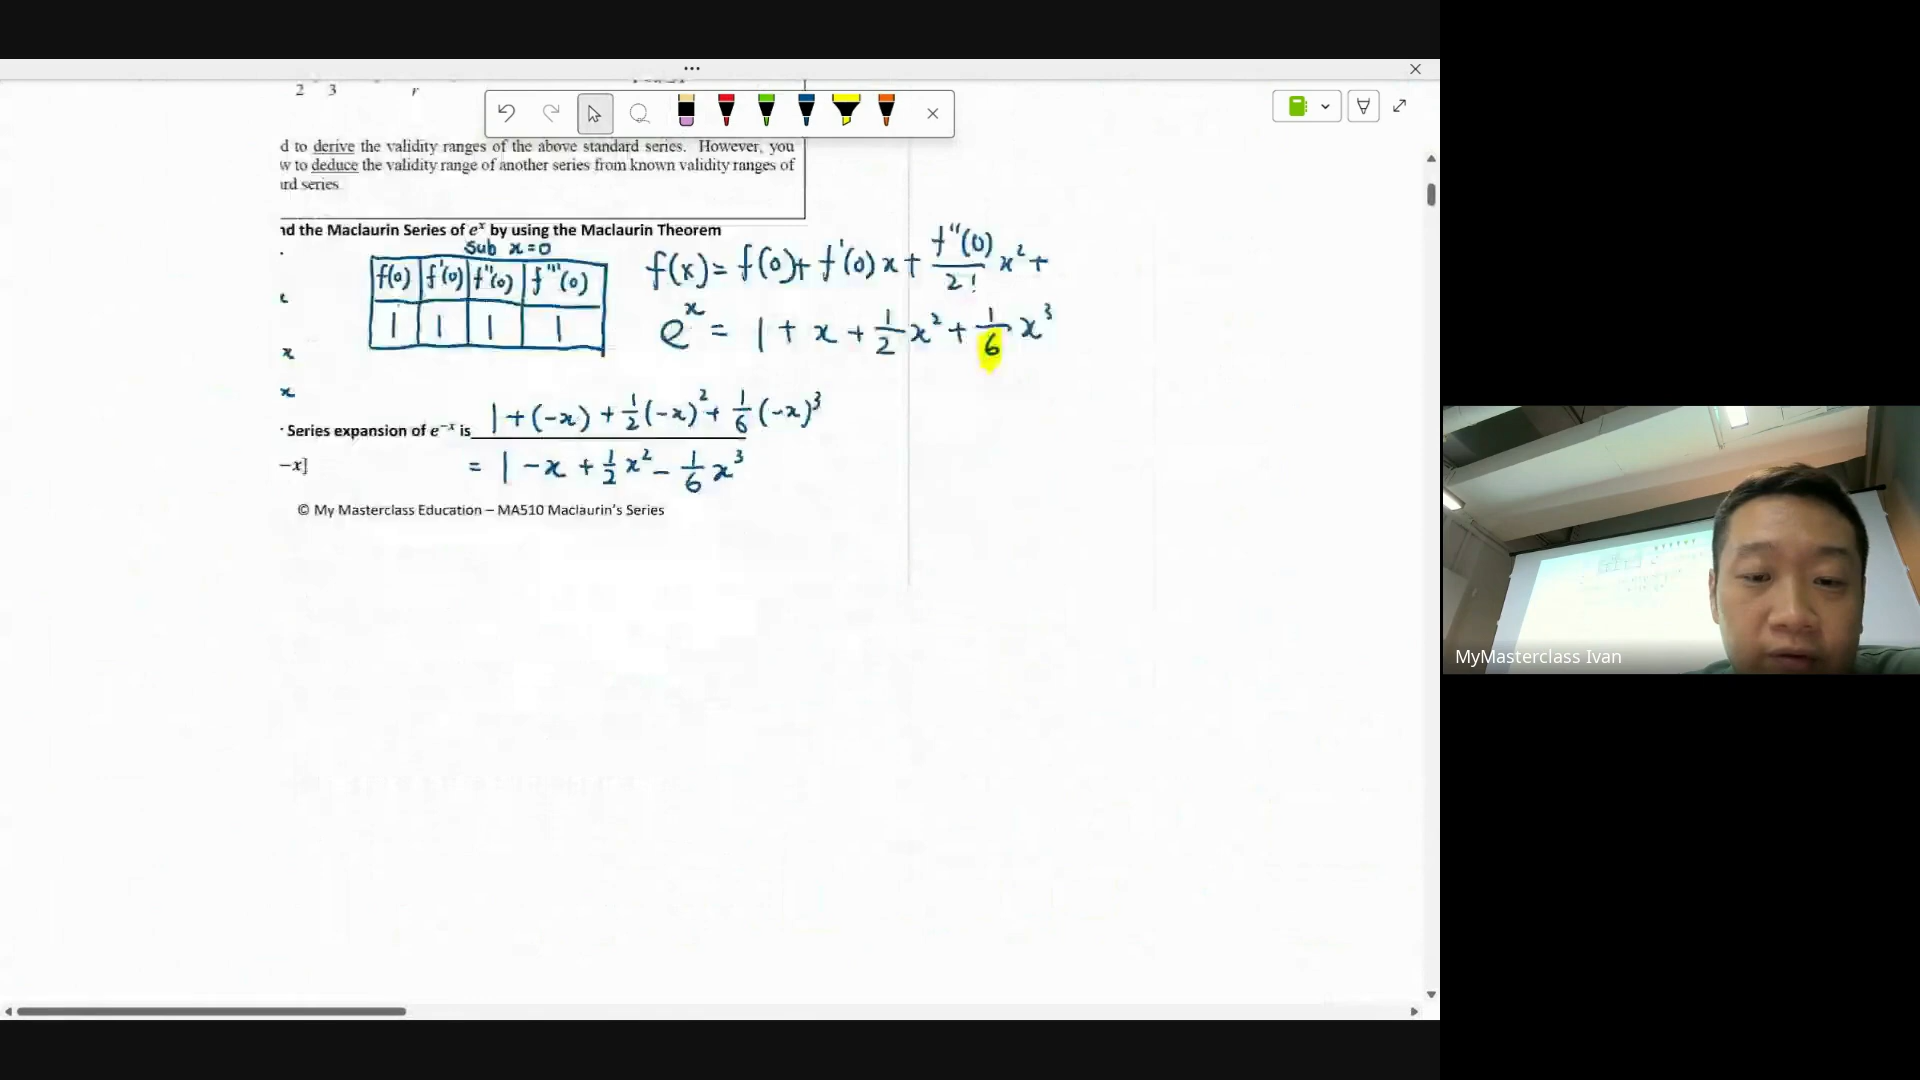 2 3 r
d to derive the validity ranges of the above standard series. However, you
w to deduce the validity range of another series from known validity ranges of
ard series
nd the Maclaurin Series of eˣ by using the Maclaurin Theorem
Sub x=0
f(0) f'(0) f''(0) f'''(0)
1 1 1 1
f(x) = f(0) + f'(0) x + f''(0)/2! x² +
eˣ = 1 + x + 1/2 x² + 1/6 x³
x
x
1 + (-x) + 1/2 (-x)² + 1/6 (-x)³
Series expansion of e⁻ˣ is
−x] = 1 - x + 1/2 x² - 1/6 x³
© My Masterclass Education – MA510 Maclaurin's Series
MyMasterclass Ivan